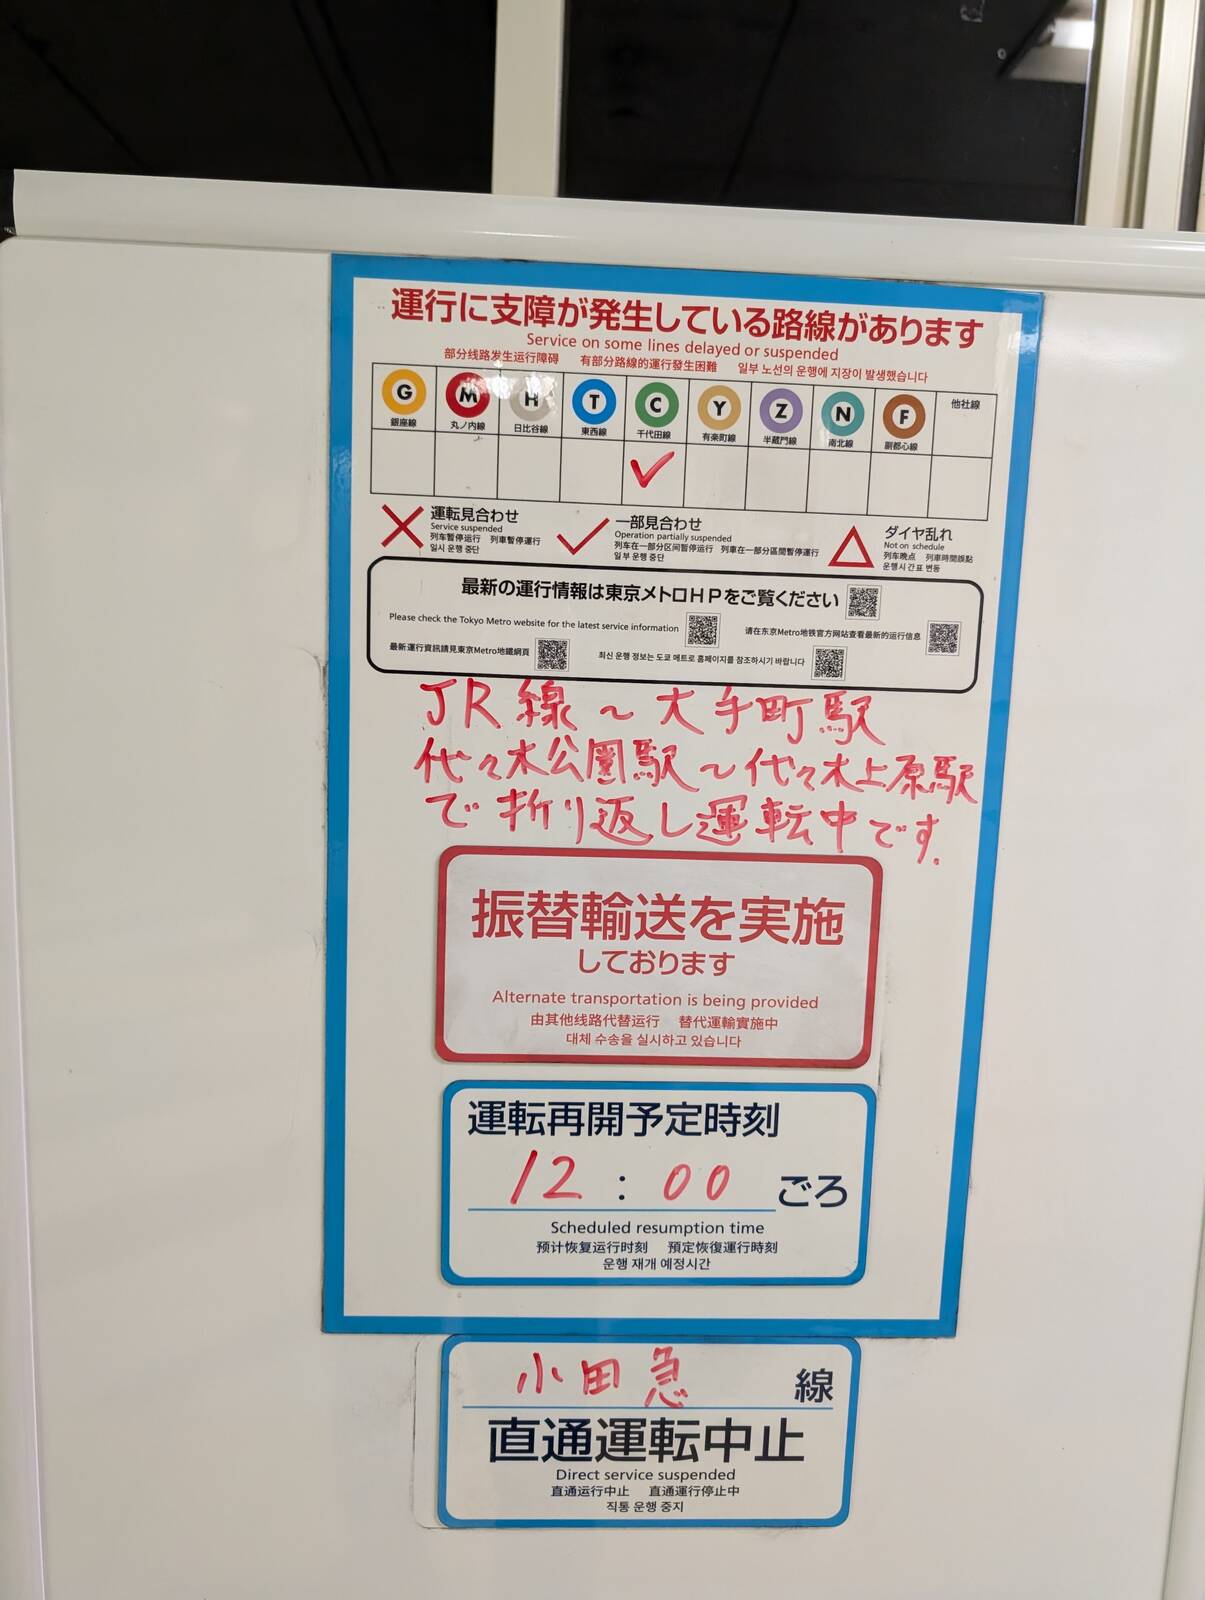 運行に支障が発生している路線があります
Service on some lines delayed or suspended
部分线路发生运行障碍 有部分路線的運行發生困難 일부 노선의 운행에 지장이 발생했습니다
G M H T C Y Z N F 他社線
銀座線 丸ノ内線 日比谷線 東西線 千代田線 有楽町線 半蔵門線 南北線 副都心線
運転見合わせ
Service suspended
列车暂停运行 列車暫停運行
일시 운행 중단
一部見合わせ
Operation partially suspended
列车在一部分区间暂停运行 列車在一部分區間暫停運行
일부 운행 중단
ダイヤ乱れ
Not on schedule
列车晚点 列車時間誤點
운행시간표 변동
最新の運行情報は東京メトロHPをご覧ください
Please check the Tokyo Metro website for the latest service information
请在东京Metro地铁官方网站查看最新的运行信息
最新運行資訊請見東京Metro地鐵網頁
최신 운행 정보는 도쿄 메트로 홈페이지를 참조하시기 바랍니다
JR線～大手町駅
代々木公園駅～代々木上原駅
で折り返し運転中です.
振替輸送を実施
しております
Alternate transportation is being provided
由其他线路代替运行 替代運輸實施中
대체 수송을 실시하고 있습니다
運転再開予定時刻
12:00ごろ
Scheduled resumption time
预计恢复运行时刻 預定恢復運行時刻
운행 재개 예정시간
小田急 線
直通運転中止
Direct service suspended
直通运行中止 直通運行停止中
직통 운행 중지